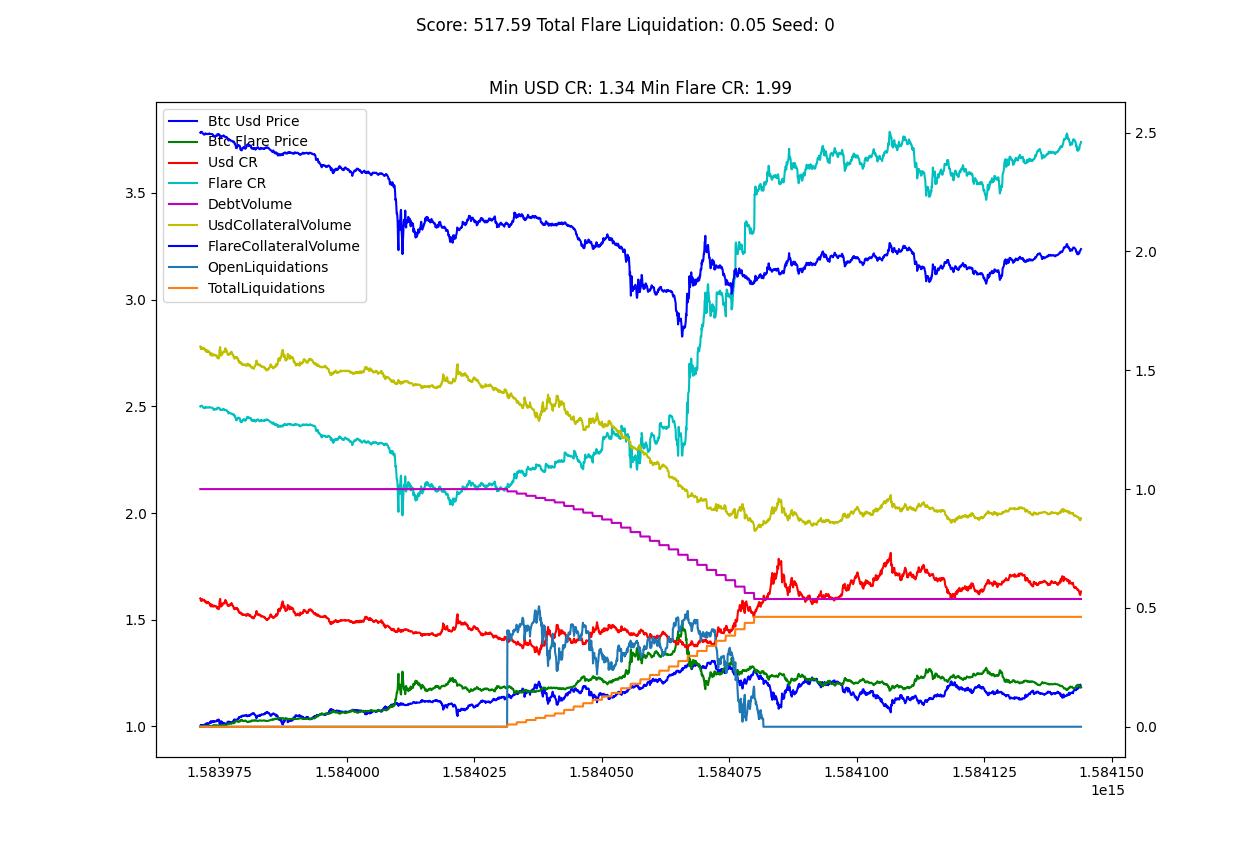 Score: 517.59 Total Flare Liquidation: 0.05 Seed: 0
Min USD CR: 1.34 Min Flare CR: 1.99
Btc Usd Price
Btc Flare Price
Usd CR
Flare CR
DebtVolume
UsdCollateralVolume
FlareCollateralVolume
OpenLiquidations
TotalLiquidations
3.5
3.0
2.5
2.0
1.5
1.0
2.5
2.0
1.5
1.0
0.5
0.0
1.583975 1.584000 1.584025 1.584050 1.584075 1.584100 1.584125 1.584150
1e15